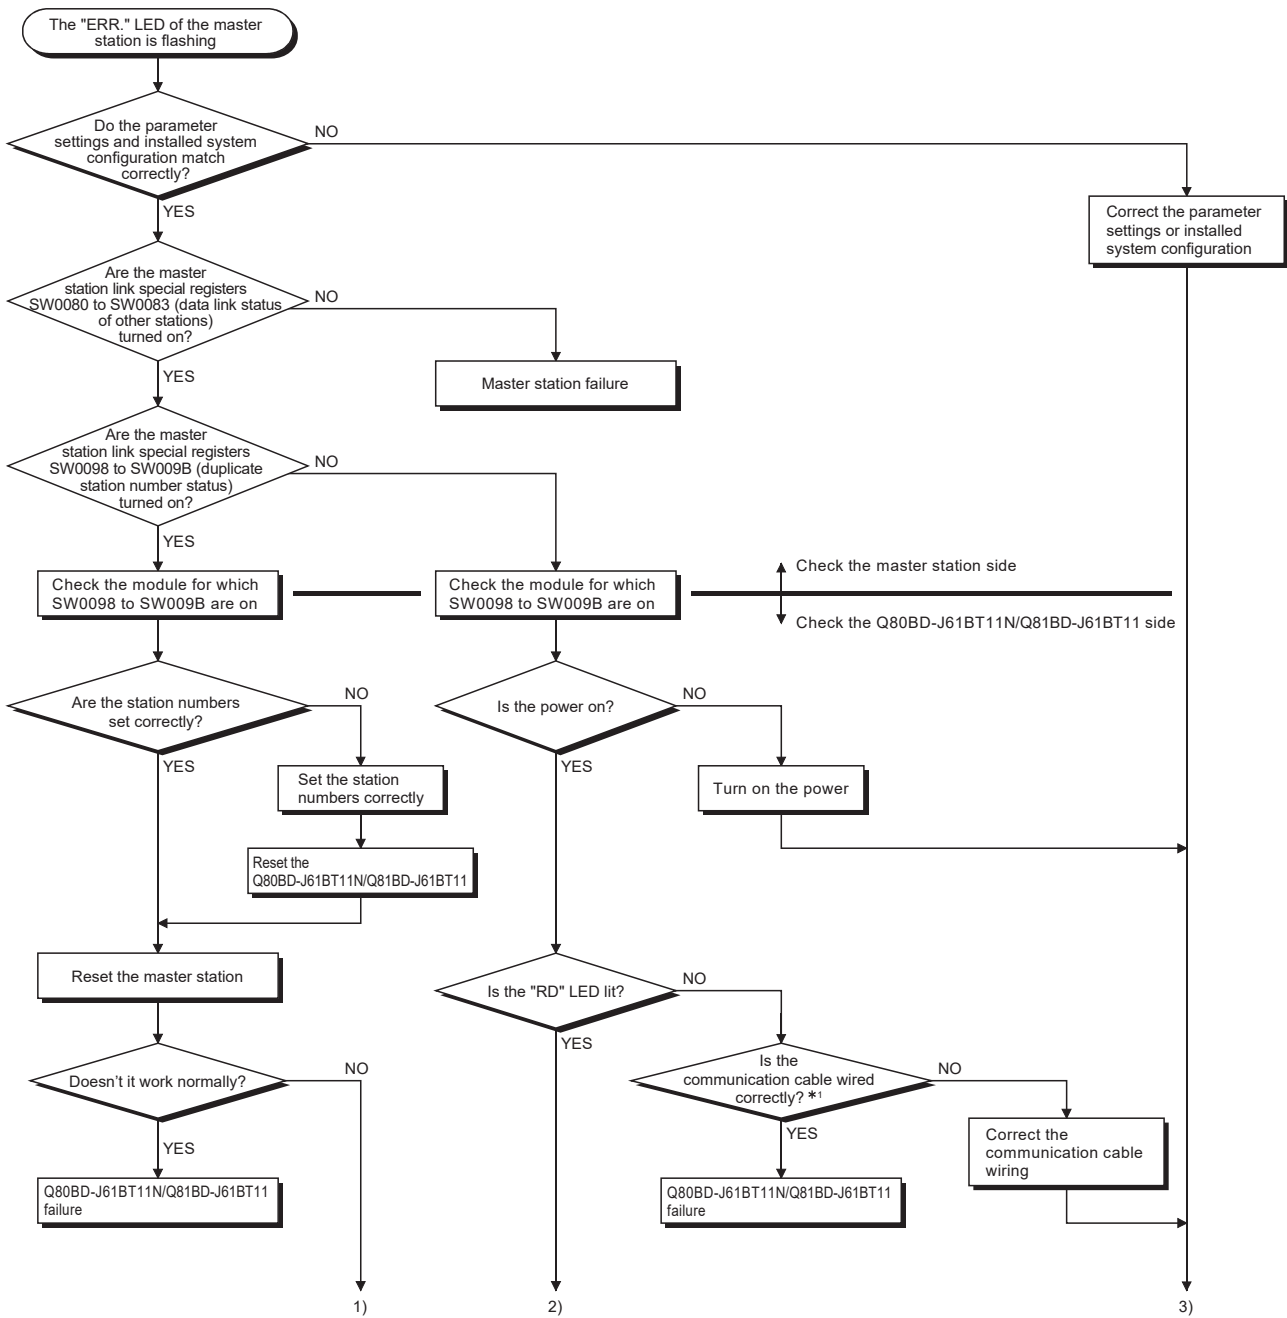 The "ERR." LED of the master
station is flashing
Do the parameter
settings and installed system
configuration match
correctly?
NO
YES
Correct the parameter
settings or installed
system configuration
Are the master
station link special registers
SW0080 to SW0083 (data link status
of other stations)
turned on?
NO
YES
Master station failure
Are the master
station link special registers
SW0098 to SW009B (duplicate
station number status)
turned on?
NO
YES
Check the module for which
SW0098 to SW009B are on
Check the module for which
SW0098 to SW009B are on
Check the master station side
Check the Q80BD-J61BT11N/Q81BD-J61BT11 side
Are the station numbers
set correctly?
NO
YES
Set the station
numbers correctly
Reset the
Q80BD-J61BT11N/Q81BD-J61BT11
Is the power on?
NO
YES
Turn on the power
Reset the master station
Is the "RD" LED lit?
NO
YES
Doesn't it work normally?
NO
YES
Is the
communication cable wired
correctly? *1
NO
YES
Correct the
communication cable
wiring
Q80BD-J61BT11N/Q81BD-J61BT11
failure
Q80BD-J61BT11N/Q81BD-J61BT11
failure
1)
2)
3)